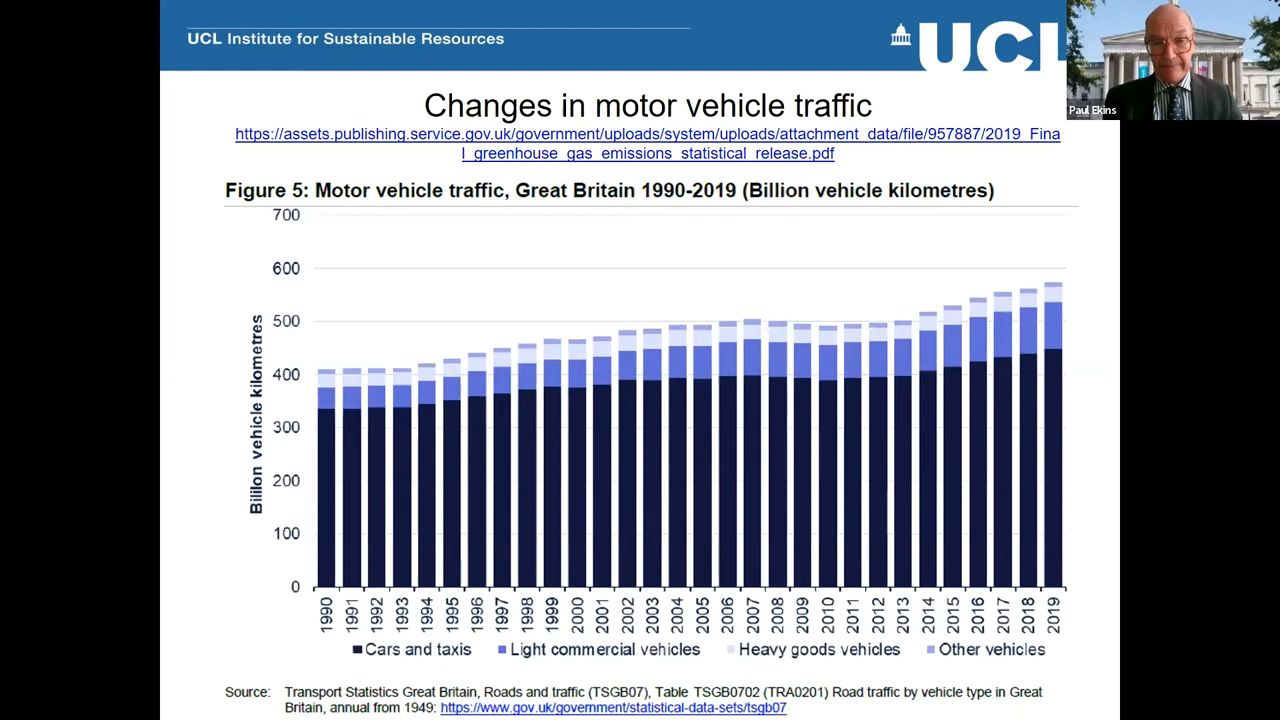 UCL Institute for Sustainable Resources
UCL
Paul Ekins
Changes in motor vehicle traffic
https://assets.publishing.service.gov.uk/government/uploads/system/uploads/attachment_data/file/957887/2019_Fina
l_greenhouse_gas_emissions_statistical_release.pdf
Figure 5: Motor vehicle traffic, Great Britain 1990-2019 (Billion vehicle kilometres)
Billion vehicle kilometres
700
600
500
400
300
200
100
0
1990 1991 1992 1993 1994 1995 1996 1997 1998 1999 2000 2001 2002 2003 2004 2005 2006 2007 2008 2009 2010 2011 2012 2013 2014 2015 2016 2017 2018 2019
Cars and taxis Light commercial vehicles Heavy goods vehicles Other vehicles
Source: Transport Statistics Great Britain, Roads and traffic (TSGB07), Table TSGB0702 (TRA0201) Road traffic by vehicle type in Great
Britain, annual from 1949: https://www.gov.uk/government/statistical-data-sets/tsgb07